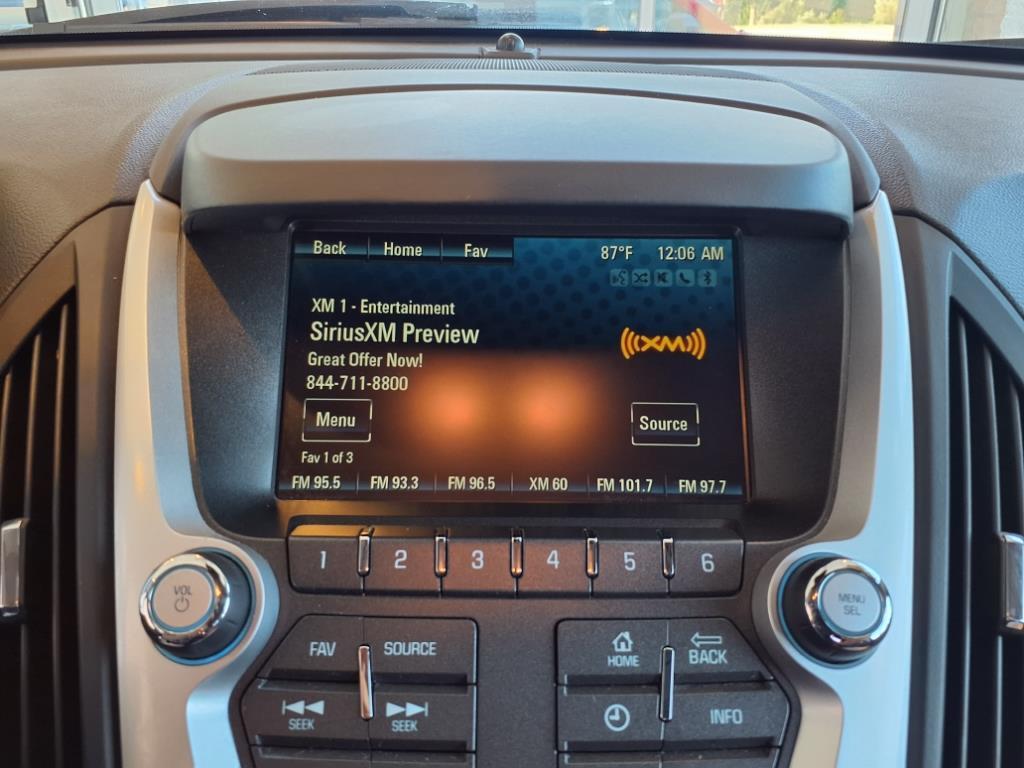 Back Home Fav 87°F 12:06 AM
XM 1 - Entertainment
SiriusXM Preview
XM
Great Offer Now!
844-711-8800
Menu Source
Fav 1 of 3
FM 95.5 FM 93.3 FM 96.5 XM 60 FM 101.7 FM 97.7
1 2 3 4 5 6
VOL
MENU
SEL
FAV SOURCE
HOME BACK
SEEK SEEK
INFO